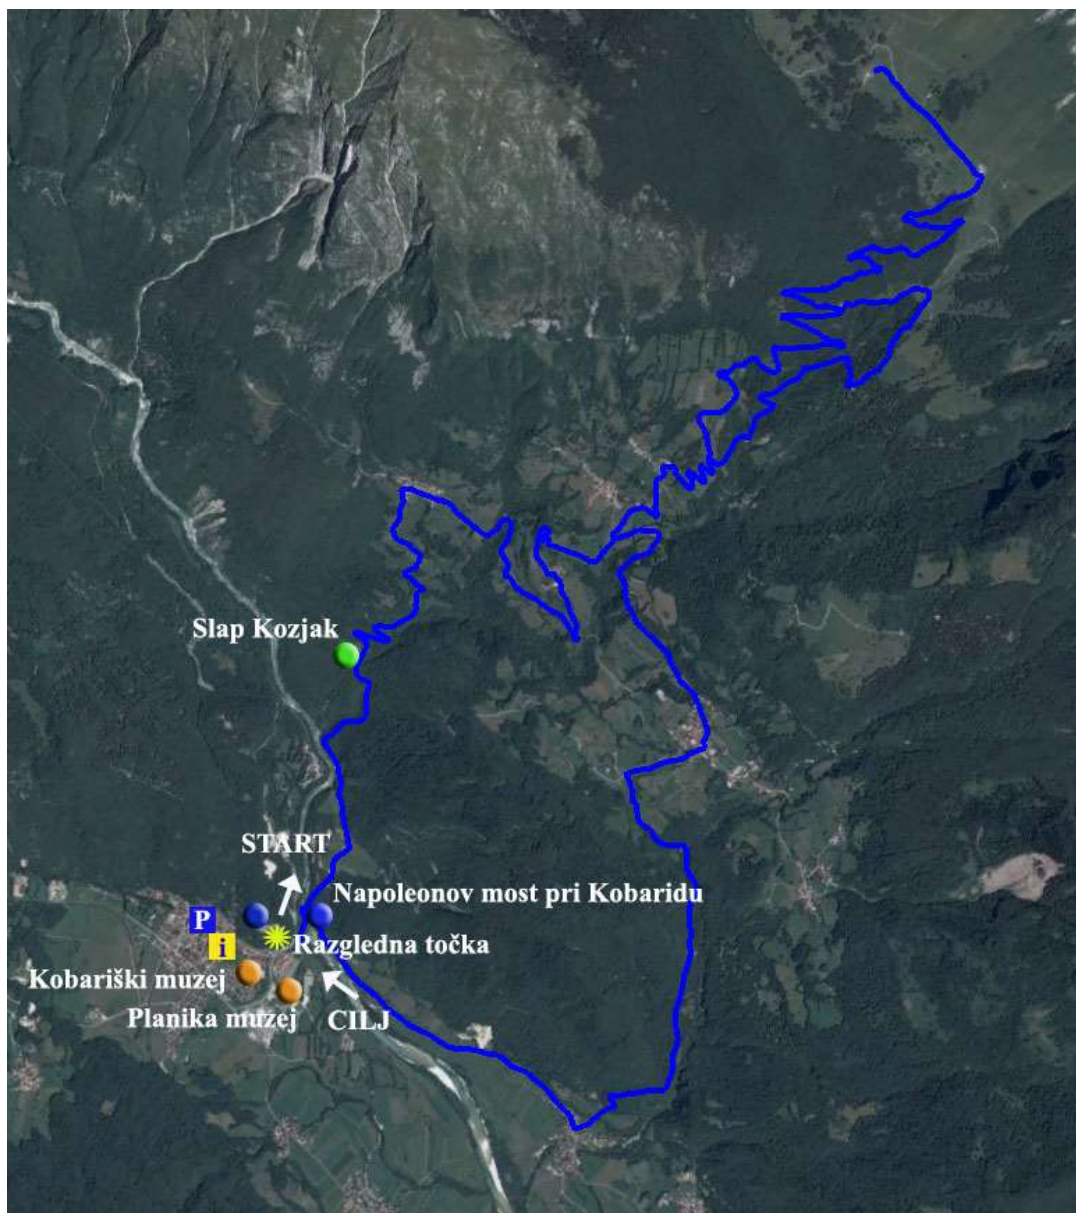 Slap Kozjak
START
Napoleonov most pri Kobaridu
P
i
Razgledna točka
Kobariški muzej
Planika muzej
CILJ